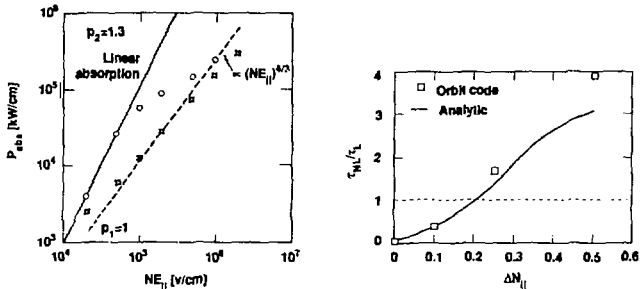 10⁶
p₂=1.3
Linear
absorption
∝ (NE||)^4/3
10⁵
P_abs [kW/cm]
10⁴
p₁=1
10³
10⁴
10⁵
10⁶
10⁷
NE|| [v/cm]
4
Orbit code
Analytic
3
τ_NL/τ_L
2
1
0
0
0.1
0.2
0.3
0.4
0.5
0.6
ΔN||